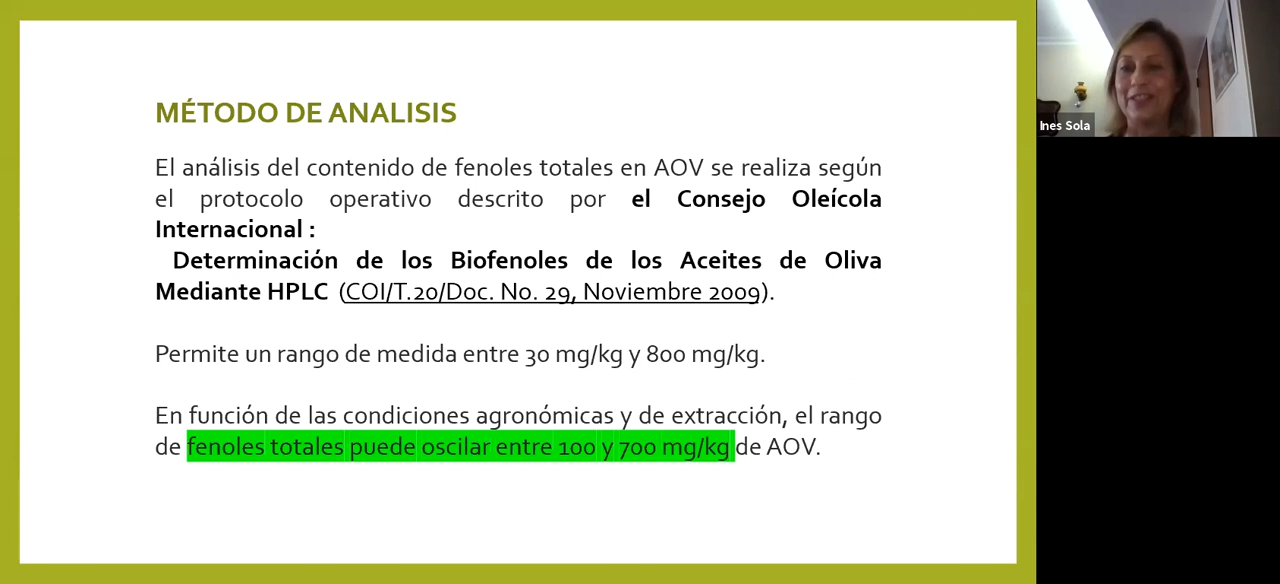 MÉTODO DE ANALISIS
El análisis del contenido de fenoles totales en AOV se realiza según
el protocolo operativo descrito por el Consejo Oleícola
Internacional :
Determinación de los Biofenoles de los Aceites de Oliva
Mediante HPLC (COI/T.20/Doc. No. 29, Noviembre 2009).
Permite un rango de medida entre 30 mg/kg y 800 mg/kg.
En función de las condiciones agronómicas y de extracción, el rango
de fenoles totales puede oscilar entre 100 y 700 mg/kg de AOV.
Ines Sola